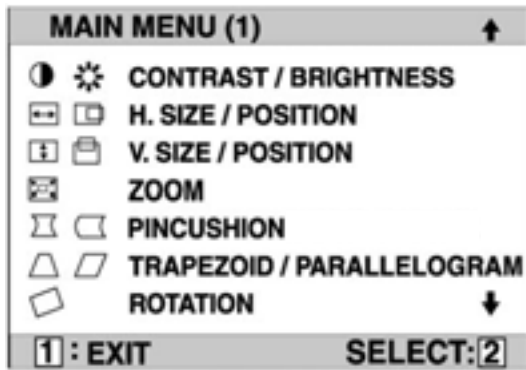 MAIN MENU (1)
CONTRAST / BRIGHTNESS
H. SIZE / POSITION
V. SIZE / POSITION
ZOOM
PINCUSHION
TRAPEZOID / PARALLELOGRAM
ROTATION
1 : EXIT SELECT: 2